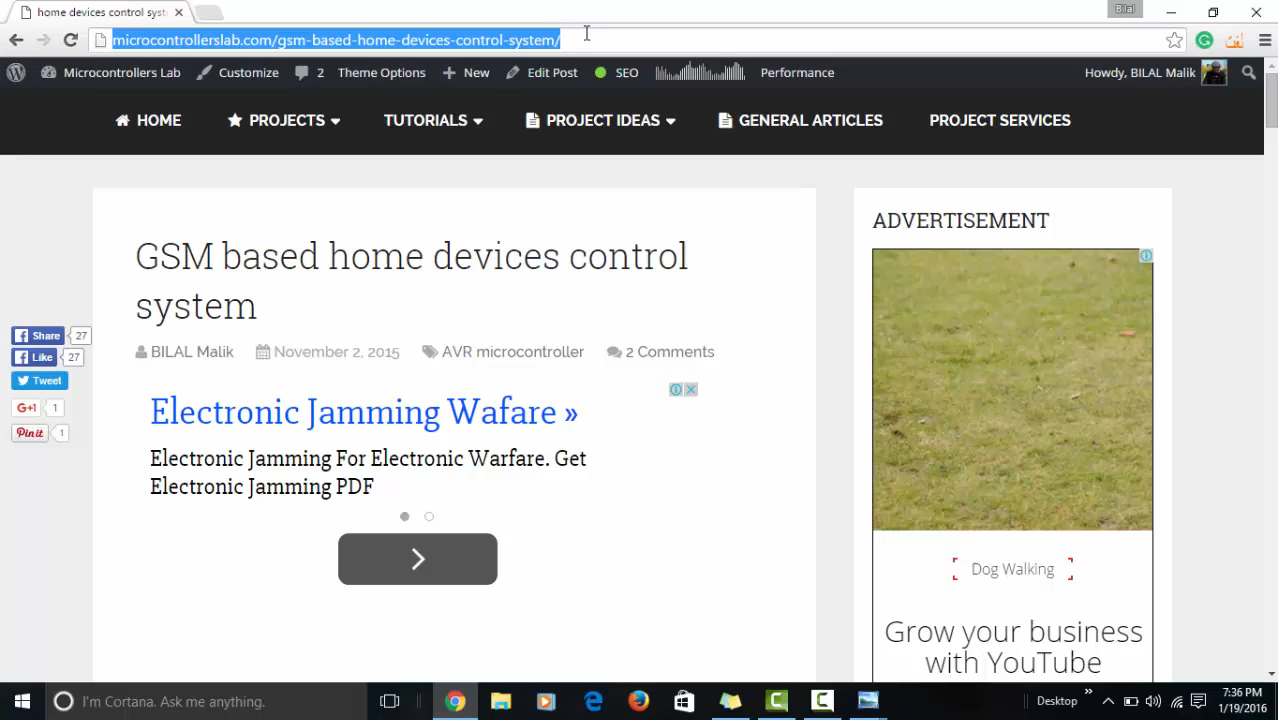 home devices control syst
Bilal
microcontrollerslab.com/gsm-based-home-devices-control-system/
Microcontrollers Lab Customize 2 Theme Options New Edit Post SEO Performance Howdy, BILAL Malik
HOME PROJECTS TUTORIALS PROJECT IDEAS GENERAL ARTICLES PROJECT SERVICES
GSM based home devices control
system
BILAL Malik November 2, 2015 AVR microcontroller 2 Comments
Share 27
Like 27
Tweet
G+1 1
Pin it 1
Electronic Jamming Wafare »
Electronic Jamming For Electronic Warfare. Get
Electronic Jamming PDF
ADVERTISEMENT
Dog Walking
Grow your business
with YouTube
I'm Cortana. Ask me anything.
Desktop
7:36 PM
1/19/2016